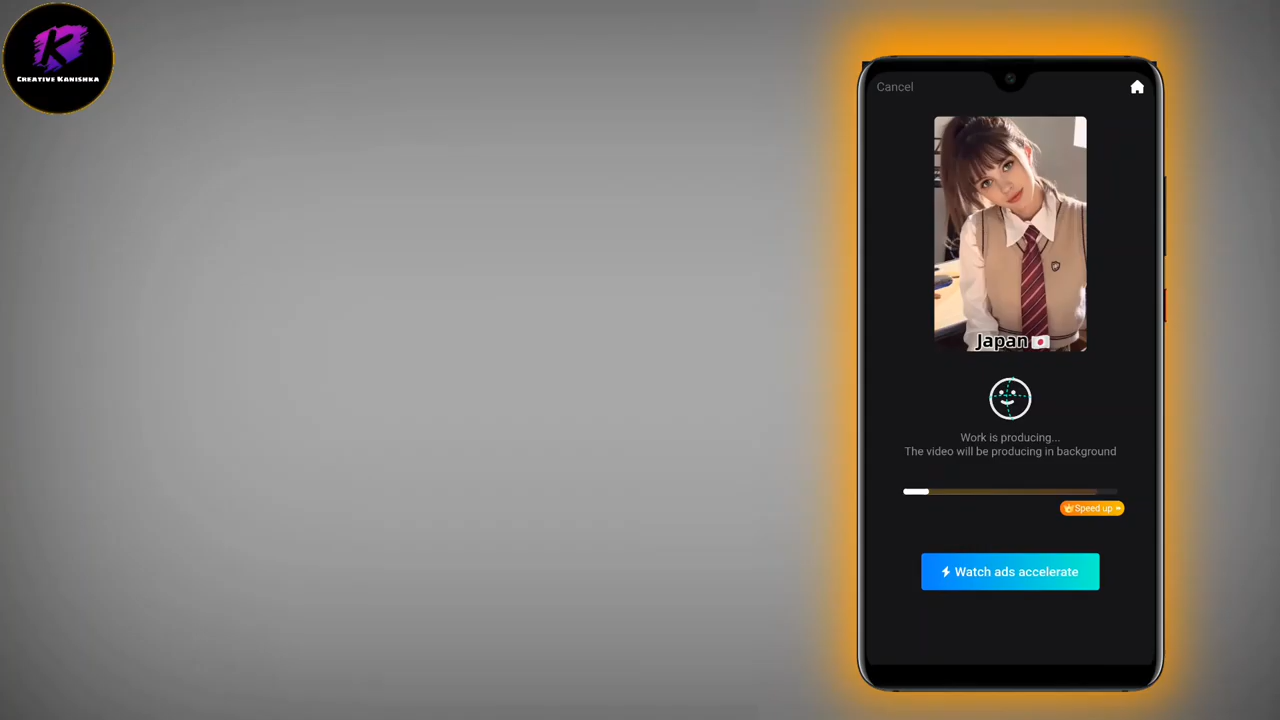 K
CREATIVE KANISHKA
Cancel
Japan
Work is producing...
The video will be producing in background
Speed up
Watch ads accelerate